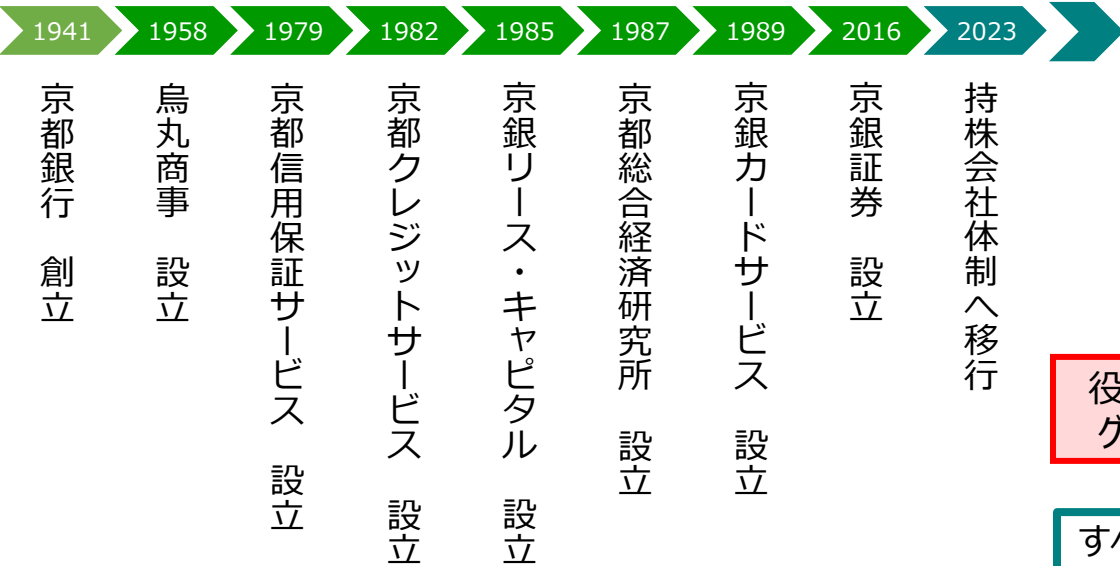 1941
京都銀行 創立
1958
烏丸商事 設立
1979
京都信用保証サービス 設立
1982
京都クレジットサービス 設立
1985
京銀リース・キャピタル 設立
1987
京都総合経済研究所 設立
1989
京銀カードサービス 設立
2016
京銀証券 設立
2023
持株会社体制へ移行
役
グ
すべ